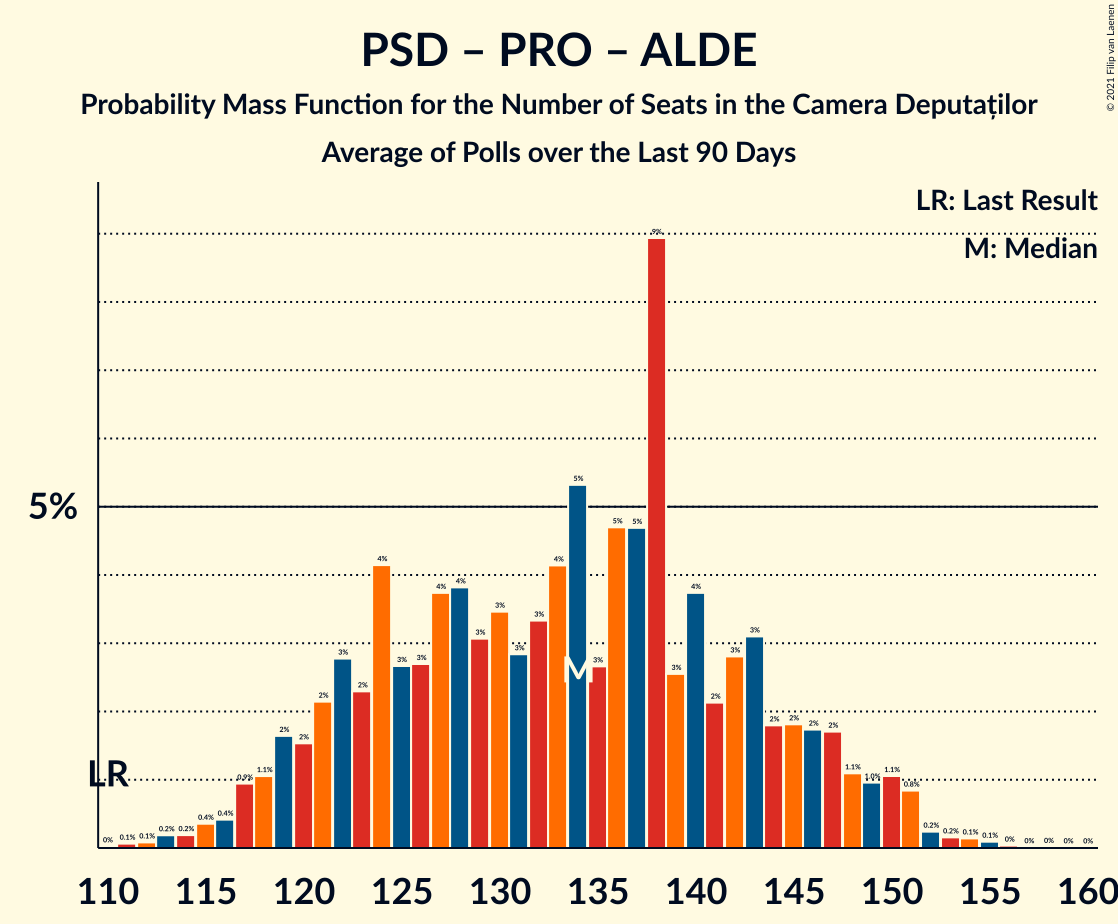 PSD – PRO – ALDE
Probability Mass Function for the Number of Seats in the Camera Deputaților
Average of Polls over the Last 90 Days
© 2021 Filip van Laenen
LR: Last Result
M: Median
5%
LR
M
0% 0.1% 0.1% 0.2% 0.2% 0.4% 0.4% 0.9% 1.1% 2% 2% 2% 3% 2% 4% 3% 3% 4% 4% 3% 3% 3% 3% 4% 5% 3% 5% 5% 9% 3% 4% 2% 3% 3% 2% 2% 2% 2% 1.1% 1.0% 1.1% 0.8% 0.2% 0.2% 0.1% 0.1% 0% 0% 0% 0% 0%
110 115 120 125 130 135 140 145 150 155 160